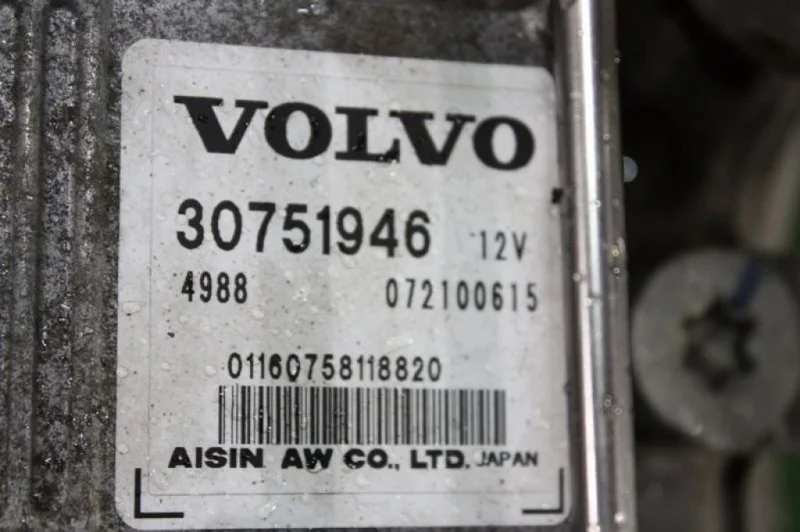 VOLVO
30751946 12V
4988 072100615
01160758118820
AISIN AW CO., LTD. JAPAN